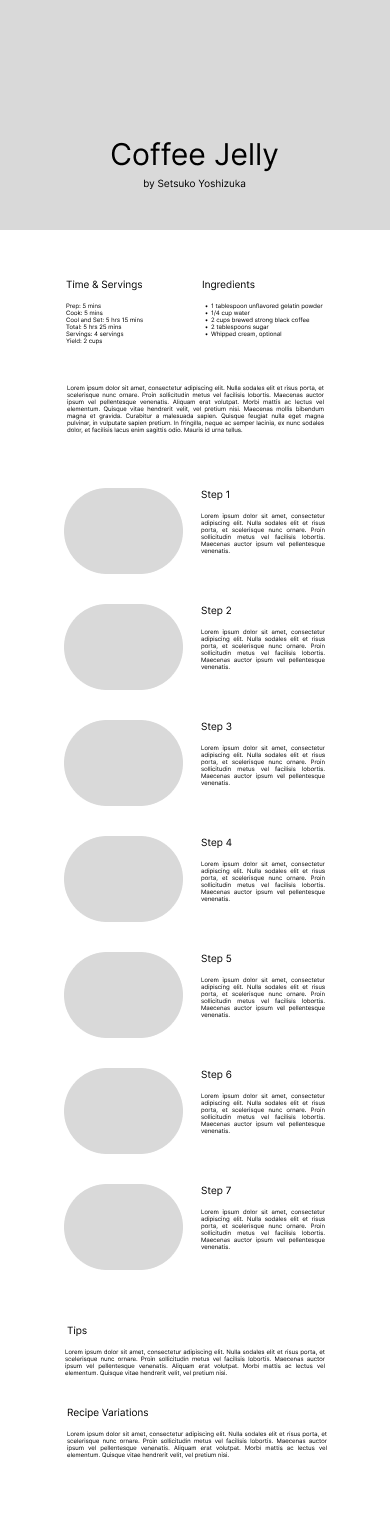 Coffee Jelly
by Setsuko Yoshizuka
Time & Servings
Prep: 5 mins
Cook: 5 mins
Cool and Set: 5 hrs 15 mins
Total: 5 hrs 25 mins
Servings: 4 servings
Yield: 2 cups
Ingredients
• 1 tablespoon unflavored gelatin powder
• 1/4 cup water
• 2 cups brewed strong black coffee
• 2 tablespoons sugar
• Whipped cream, optional
Lorem ipsum dolor sit amet, consectetur adipiscing elit. Nulla sodales elit et risus porta, et
scelerisque nunc ornare. Proin sollicitudin metus vel facilisis lobortis. Maecenas auctor
ipsum vel pellentesque venenatis. Aliquam erat volutpat. Morbi mattis ac lectus vel
elementum. Quisque vitae hendrerit velit, vel pretium nisi. Maecenas mollis bibendum
magna et gravida. Curabitur a malesuada sapien. Quisque feugiat nulla eget magna
pulvinar, in vulputate sapien pretium. In fringilla, neque ac semper lacinia, ex nunc sodales
dolor, et facilisis lacus enim sagittis odio. Mauris id urna tellus.
Step 1
Lorem ipsum dolor sit amet, consectetur
adipiscing elit. Nulla sodales elit et risus
porta, et scelerisque nunc ornare. Proin
sollicitudin metus vel facilisis lobortis.
Maecenas auctor ipsum vel pellentesque
venenatis.
Step 2
Lorem ipsum dolor sit amet, consectetur
adipiscing elit. Nulla sodales elit et risus
porta, et scelerisque nunc ornare. Proin
sollicitudin metus vel facilisis lobortis.
Maecenas auctor ipsum vel pellentesque
venenatis.
Step 3
Lorem ipsum dolor sit amet, consectetur
adipiscing elit. Nulla sodales elit et risus
porta, et scelerisque nunc ornare. Proin
sollicitudin metus vel facilisis lobortis.
Maecenas auctor ipsum vel pellentesque
venenatis.
Step 4
Lorem ipsum dolor sit amet, consectetur
adipiscing elit. Nulla sodales elit et risus
porta, et scelerisque nunc ornare. Proin
sollicitudin metus vel facilisis lobortis.
Maecenas auctor ipsum vel pellentesque
venenatis.
Step 5
Lorem ipsum dolor sit amet, consectetur
adipiscing elit. Nulla sodales elit et risus
porta, et scelerisque nunc ornare. Proin
sollicitudin metus vel facilisis lobortis.
Maecenas auctor ipsum vel pellentesque
venenatis.
Step 6
Lorem ipsum dolor sit amet, consectetur
adipiscing elit. Nulla sodales elit et risus
porta, et scelerisque nunc ornare. Proin
sollicitudin metus vel facilisis lobortis.
Maecenas auctor ipsum vel pellentesque
venenatis.
Step 7
Lorem ipsum dolor sit amet, consectetur
adipiscing elit. Nulla sodales elit et risus
porta, et scelerisque nunc ornare. Proin
sollicitudin metus vel facilisis lobortis.
Maecenas auctor ipsum vel pellentesque
venenatis.
Tips
Lorem ipsum dolor sit amet, consectetur adipiscing elit. Nulla sodales elit et risus porta, et
scelerisque nunc ornare. Proin sollicitudin metus vel facilisis lobortis. Maecenas auctor
ipsum vel pellentesque venenatis. Aliquam erat volutpat. Morbi mattis ac lectus vel
elementum. Quisque vitae hendrerit velit, vel pretium nisi.
Recipe Variations
Lorem ipsum dolor sit amet, consectetur adipiscing elit. Nulla sodales elit et risus porta, et
scelerisque nunc ornare. Proin sollicitudin metus vel facilisis lobortis. Maecenas auctor
ipsum vel pellentesque venenatis. Aliquam erat volutpat. Morbi mattis ac lectus vel
elementum. Quisque vitae hendrerit velit, vel pretium nisi.